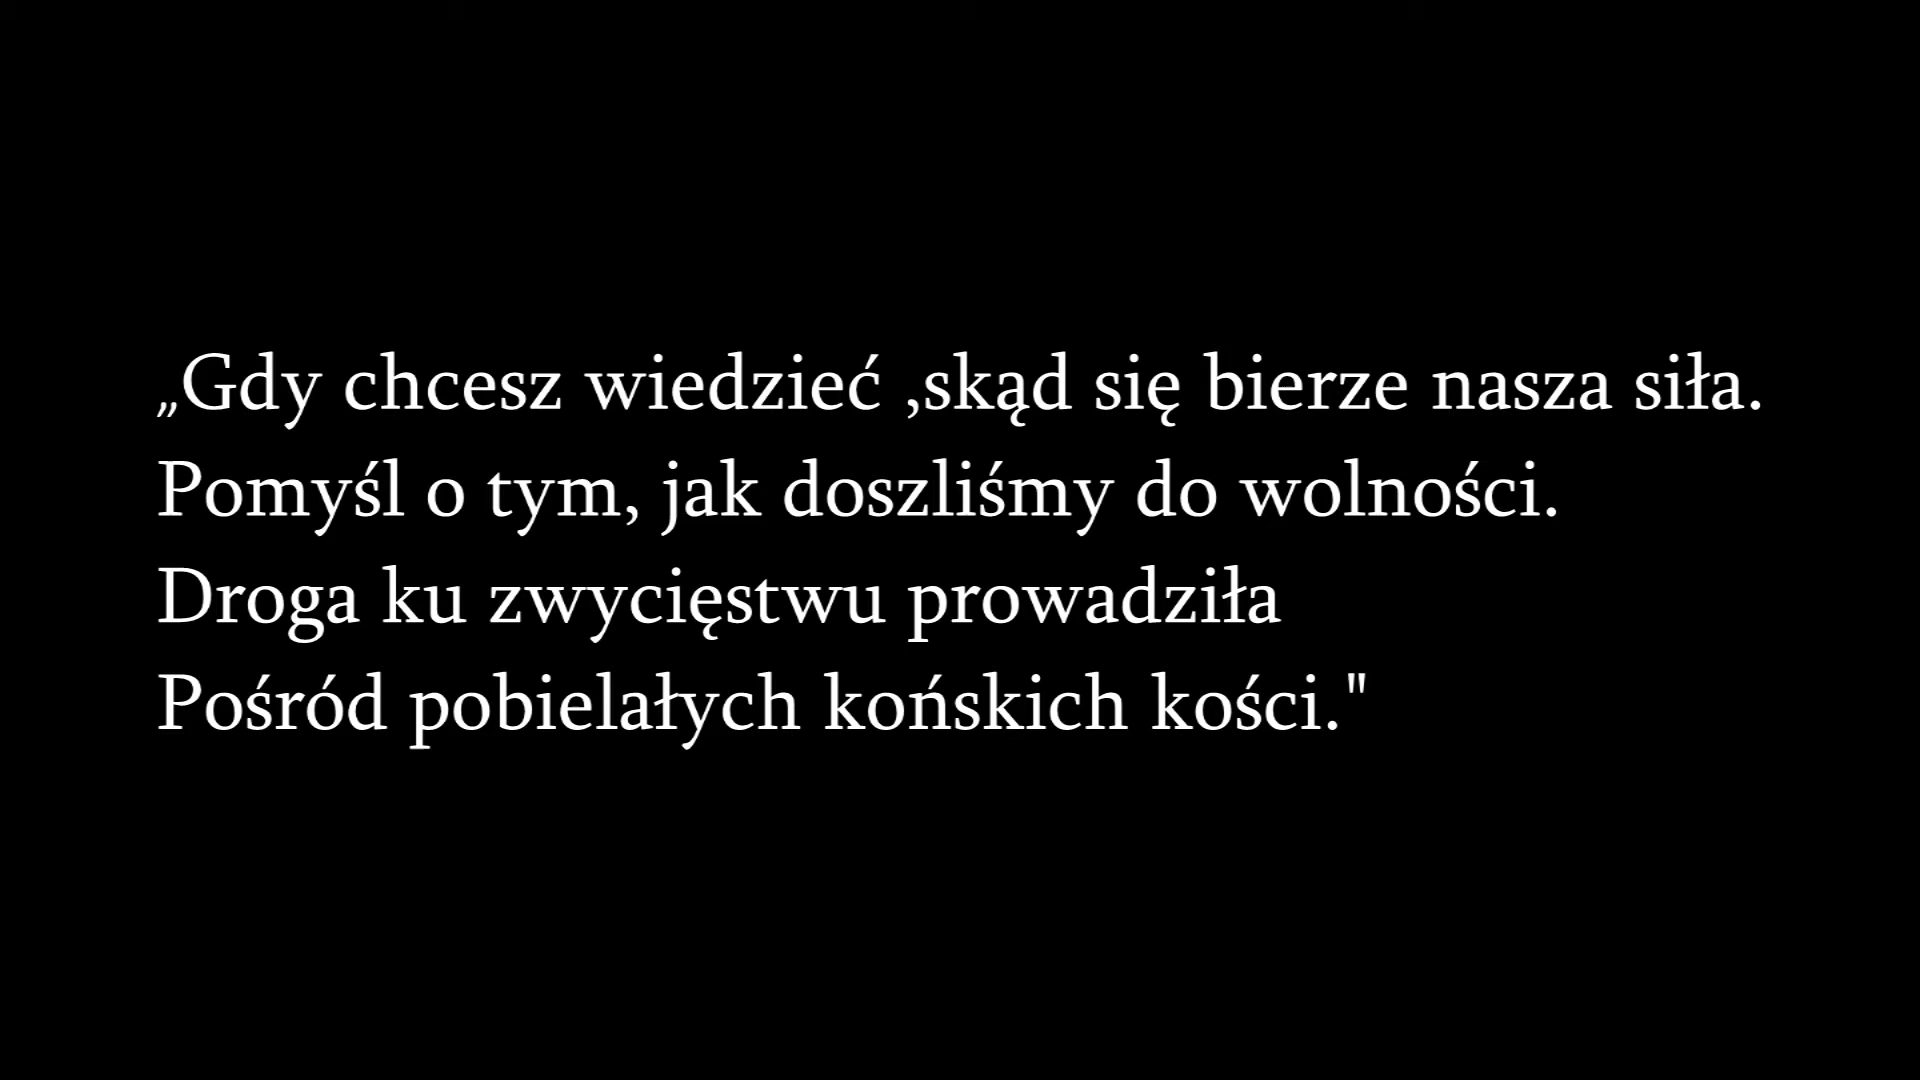 „Gdy chcesz wiedzieć ,skąd się bierze nasza siła.
Pomyśl o tym, jak doszliśmy do wolności.
Droga ku zwycięstwu prowadziła
Pośród pobielałych końskich kości."